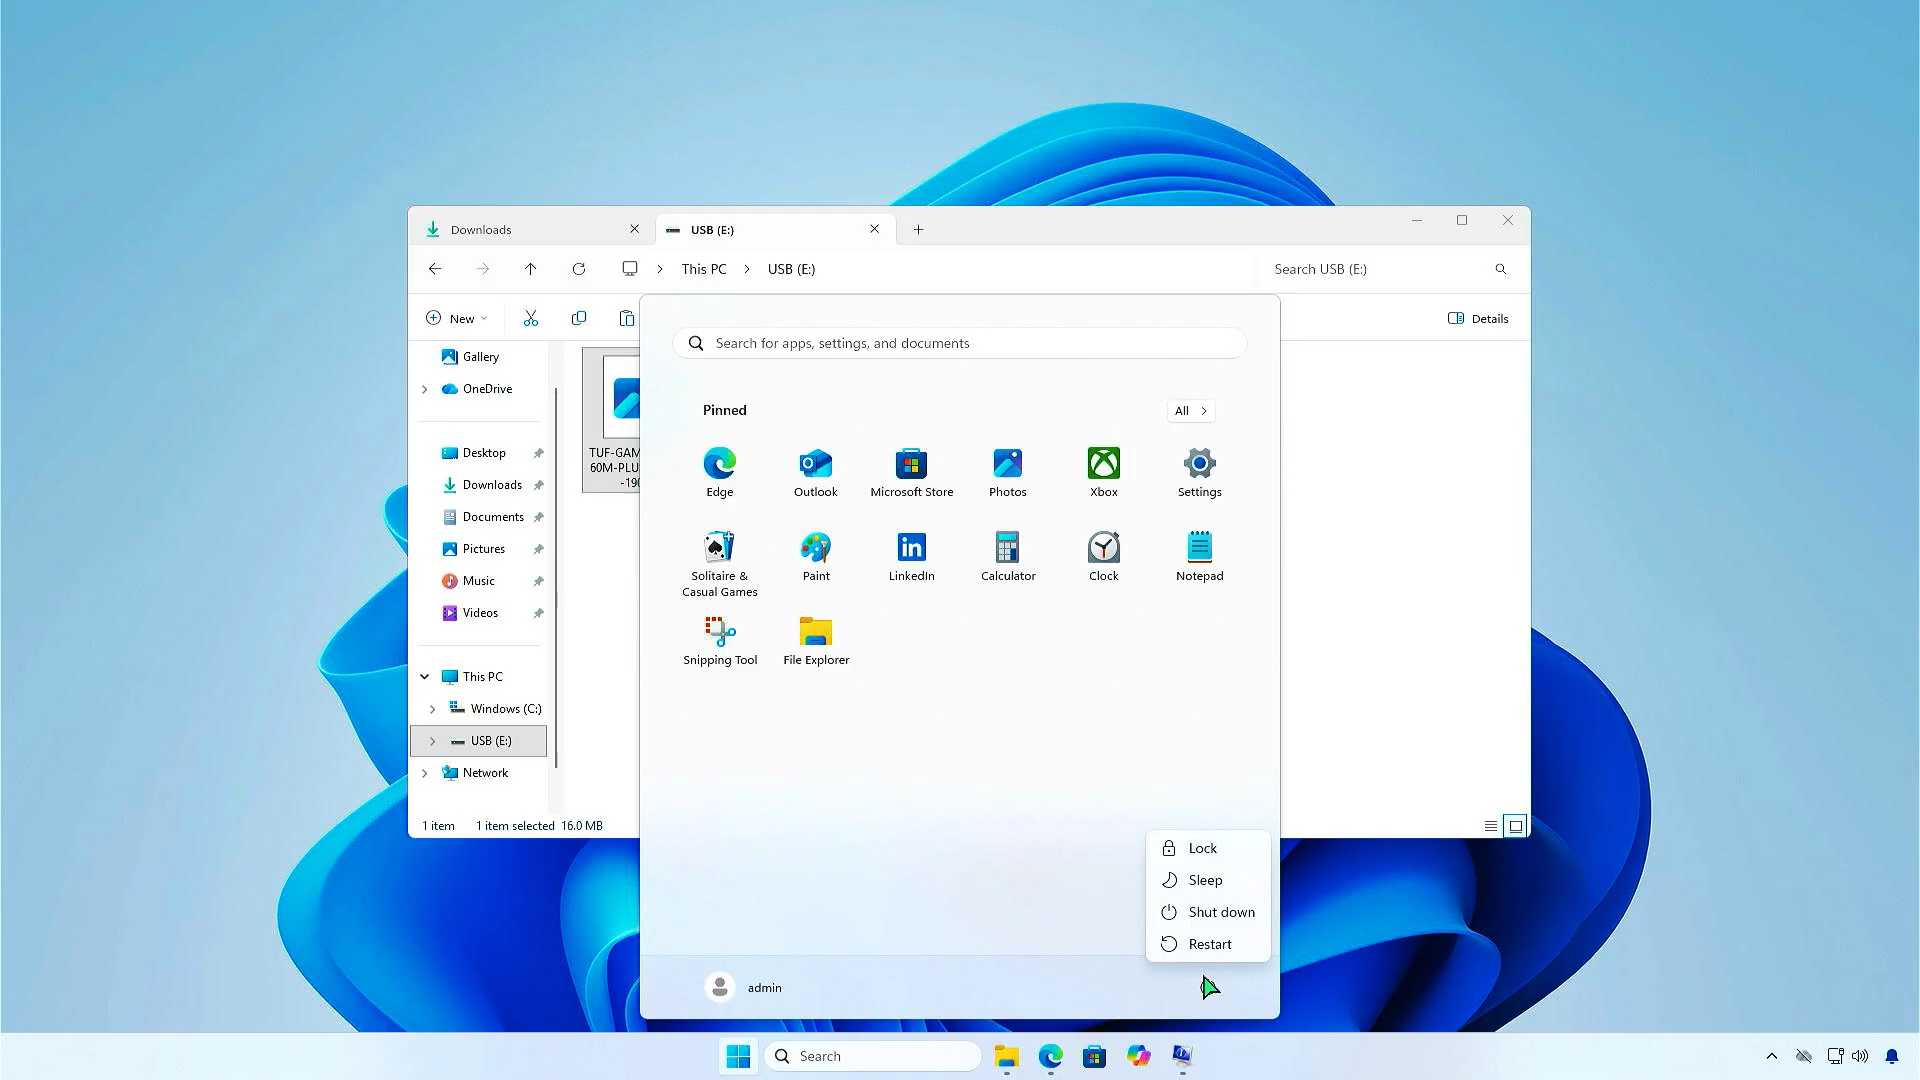 Downloads
USB (E:)
This PC
USB (E:)
Search USB (E:)
New
Details
Gallery
OneDrive
Desktop
Downloads
Documents
Pictures
Music
Videos
This PC
Windows (C:)
USB (E:)
Network
TUF-GAM
60M-PLU
-190
1 item
1 item selected 16.0 MB
Search for apps, settings, and documents
Pinned
All
Edge
Outlook
Microsoft Store
Photos
Xbox
Settings
Solitaire &
Casual Games
Paint
LinkedIn
Calculator
Clock
Notepad
Snipping Tool
File Explorer
Lock
Sleep
Shut down
Restart
admin
Search